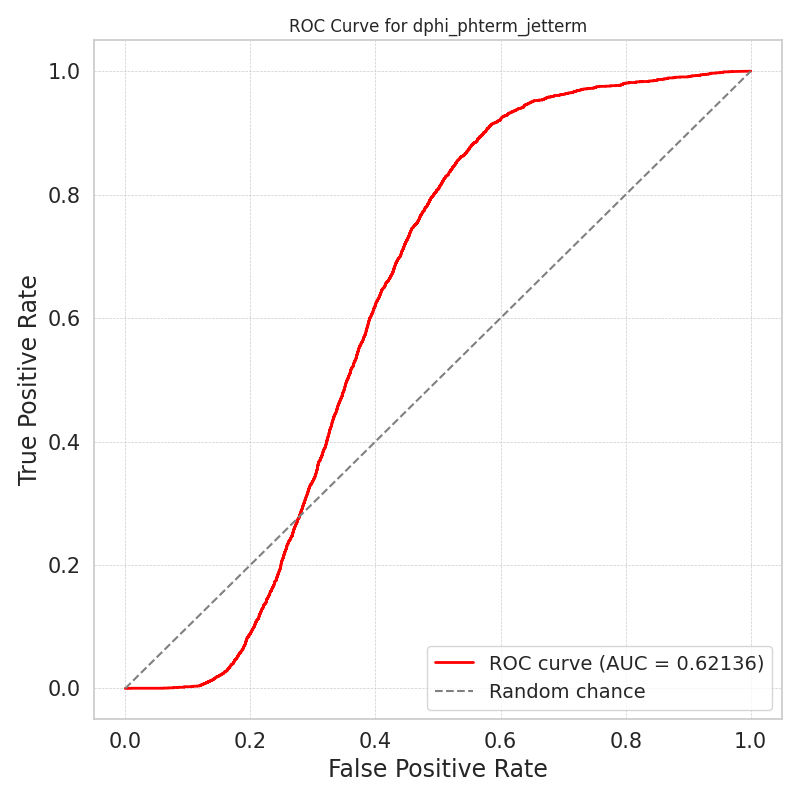 ROC Curve for dphi_phterm_jetterm
1.0
0.8
0.6
0.4
0.2
0.0
True Positive Rate
ROC curve (AUC = 0.62136)
Random chance
0.0 0.2 0.4 0.6 0.8 1.0
False Positive Rate